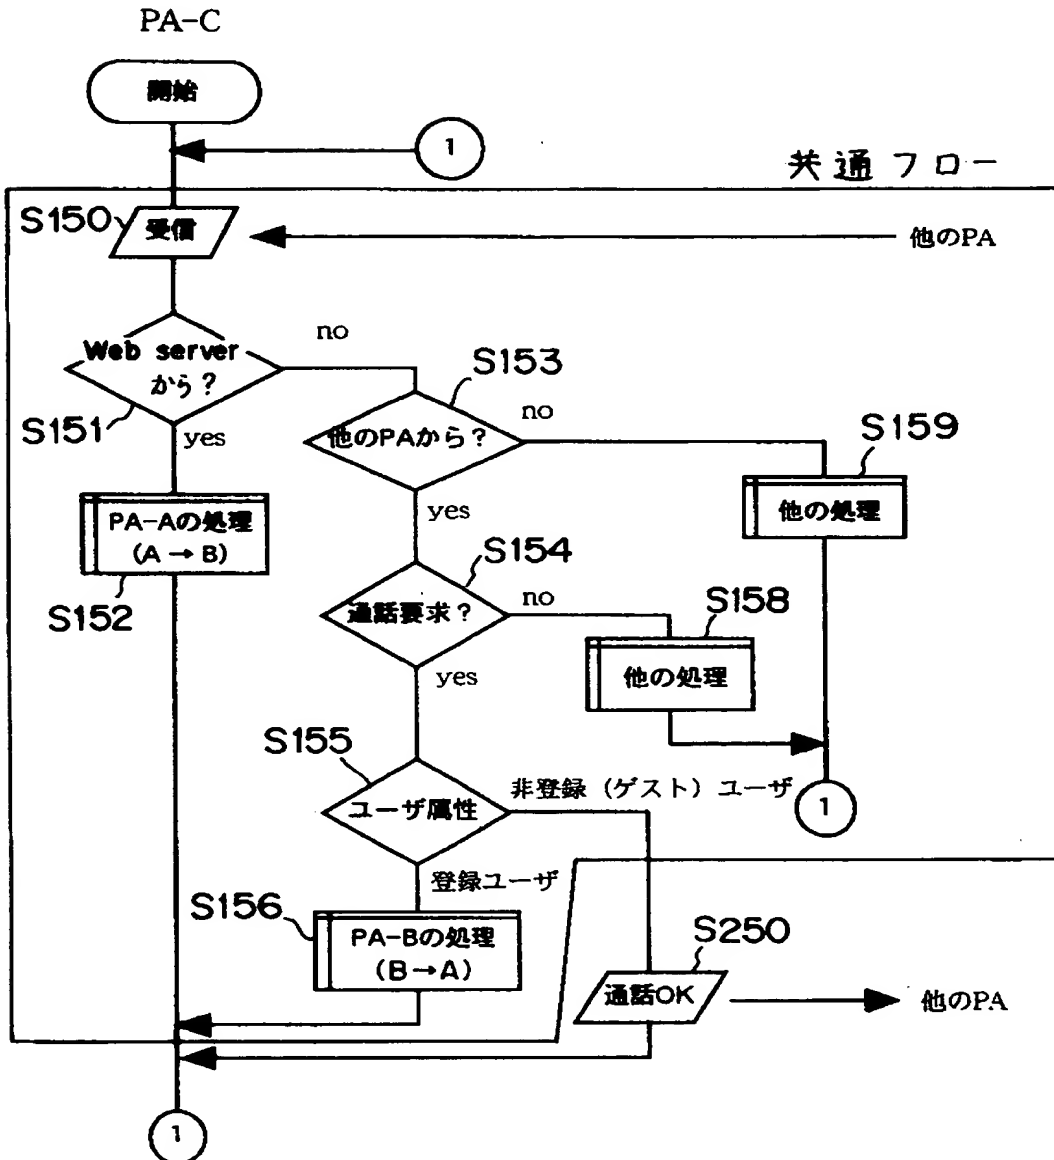 PA-C
開始
1
共通フロー
S150
受信
他のPA
Web server
から?
no
S151
yes
S153
他のPAから?
no
S159
他の処理
PA-Aの処理
(A → B)
S152
yes
S154
通話要求?
no
S158
他の処理
yes
S155
ユーザ属性
非登録(ゲスト)ユーザ
1
登録ユーザ
S156
PA-Bの処理
(B→A)
S250
通話OK
他のPA
1